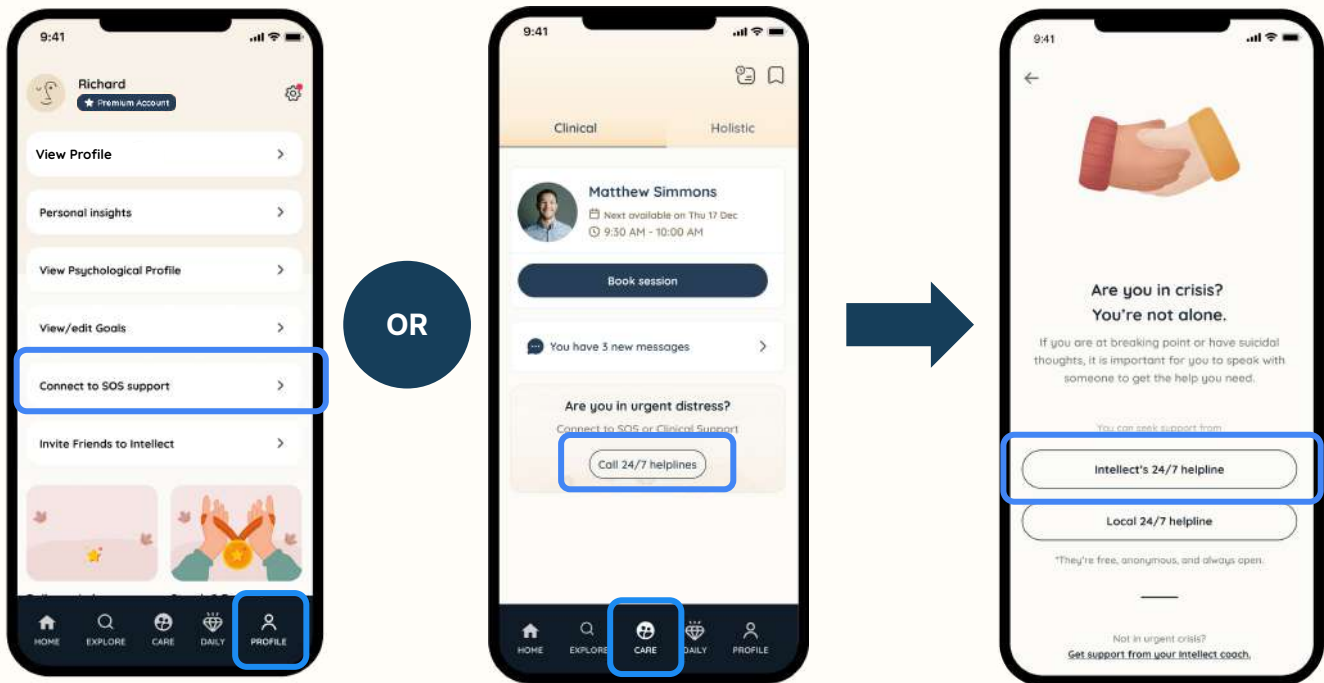 9:41
Richard
Premium Account
View Profile
Personal insights
View Psychological Profile
View/edit Goals
Connect to SOS support
Invite Friends to Intellect
HOME
EXPLORE
CARE
DAILY
PROFILE
OR
9:41
Clinical
Holistic
Matthew Simmons
Next available on Thu 17 Dec
9:30 AM - 10:00 AM
Book session
You have 3 new messages
Are you in urgent distress?
Connect to SOS or Clinical Support
Call 24/7 helplines
HOME
EXPLORE
CARE
DAILY
PROFILE
9:41
Are you in crisis?
You're not alone.
If you are at breaking point or have suicidal
thoughts, it is important for you to speak with
someone to get the help you need.
You can seek support from
Intellect's 24/7 helpline
Local 24/7 helpline
*They're free, anonymous, and always open.
Not in urgent crisis?
Get support from your Intellect coach.